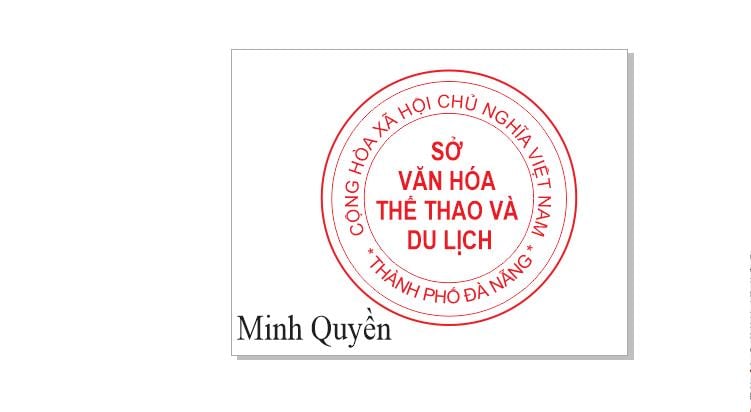 CỘNG HÒA XÃ HỘI CHỦ NGHĨA VIỆT NAM
SỞ
VĂN HÓA
THỂ THAO VÀ
DU LỊCH
* THÀNH PHỐ ĐÀ NẴNG *
Minh Quyền